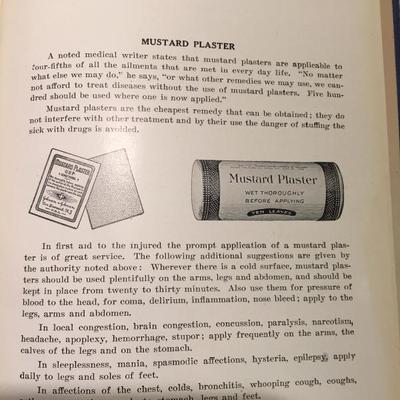 MUSTARD PLASTER
A noted medical writer states that mustard plasters are applicable to
four-fifths of all the ailments that are met in every day life. "No matter
what else we may do," he says, "or what other remedies we may use, we can-
not afford to treat diseases without the use of mustard plasters. Five hun-
dred should be used where one is now applied."
Mustard plasters are the cheapest remedy that can be obtained; they do
not interfere with other treatment and by their use the danger of stuffing the
sick with drugs is avoided.
MUSTARD PLASTER
U.S.P.
Johnson & Johnson
Mustard Plaster
WET THOROUGHLY
BEFORE APPLYING
TEN LEAVES
In first aid to the injured the prompt application of a mustard plas-
ter is of great service. The following additional suggestions are given by
the authority noted above: Wherever there is a cold surface, mustard plas-
ters should be used plentifully on the arms, legs and abdomen, and should be
kept in place from twenty to thirty minutes. Also use them for pressure of
blood to the head, for coma, delirium, inflammation, nose bleed; apply to the
legs, arms and abdomen.
In local congestion, brain congestion, concussion, paralysis, narcotism,
headache, apoplexy, hemorrhage, stupor; apply frequently on the arms, the
calves of the legs and on the stomach.
In sleeplessness, mania, spasmodic affections, hysteria, epilepsy, apply
daily to legs and soles of feet.
In affections of the chest, colds, bronchitis, whooping cough, coughs,
stomach, legs and feet.